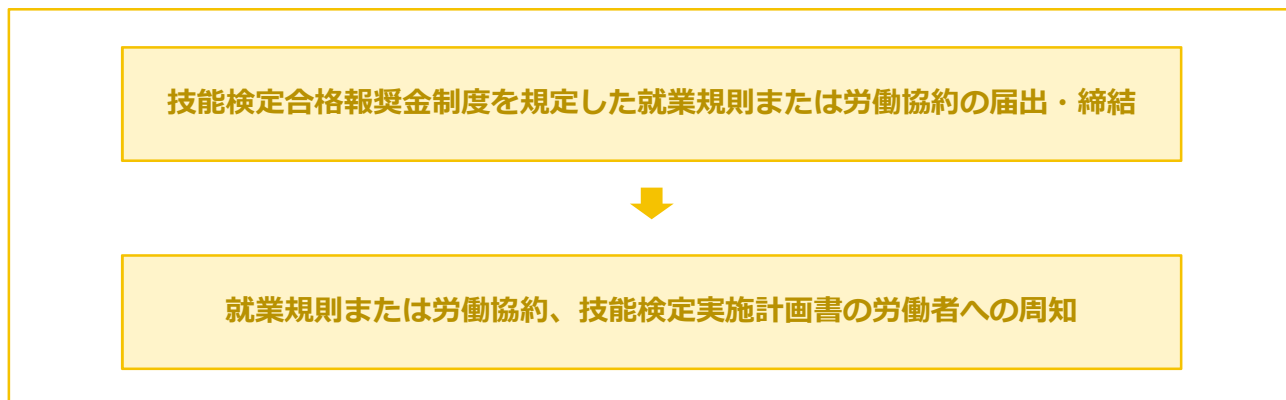 技能検定合格報奨金制度を規定した就業規則または労働協約の届出・締結
就業規則または労働協約、技能検定実施計画書の労働者への周知